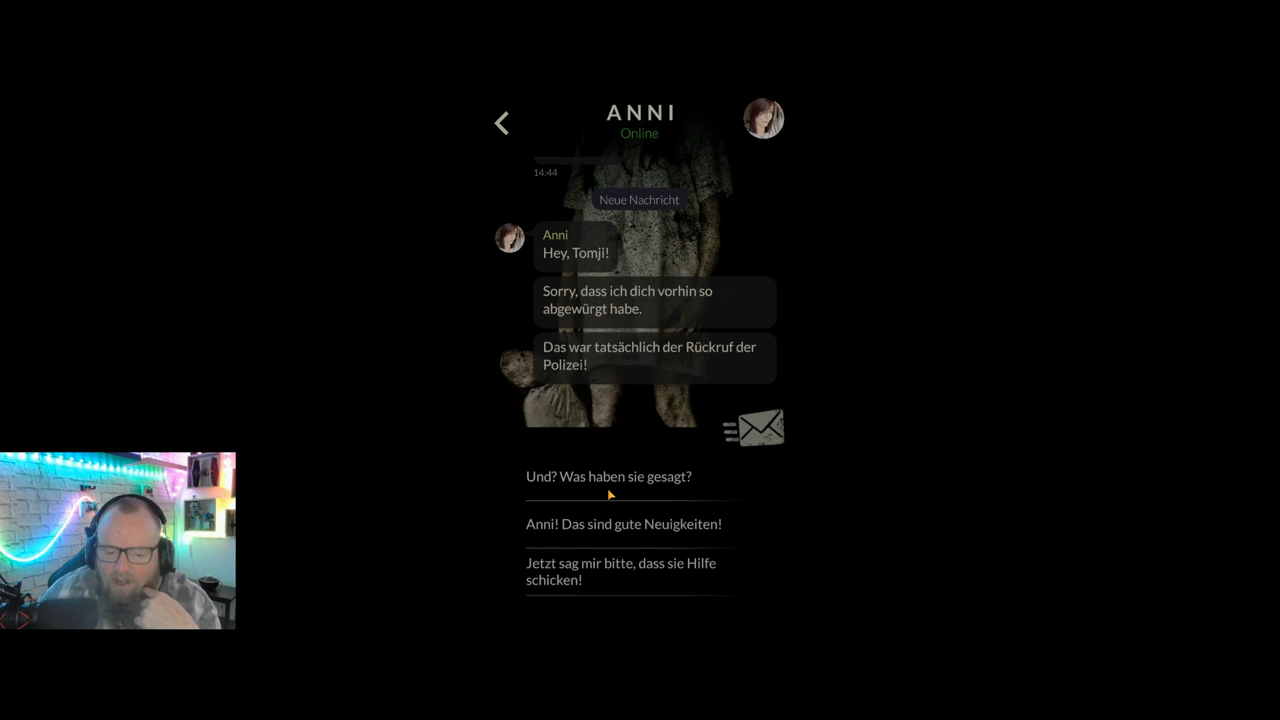 ANNI
Online
14:44
Neue Nachricht
Anni
Hey, Tomji!
Sorry, dass ich dich vorhin so
abgewürgt habe.
Das war tatsächlich der Rückruf der
Polizei!
Und? Was haben sie gesagt?
Anni! Das sind gute Neuigkeiten!
Jetzt sag mir bitte, dass sie Hilfe
schicken!